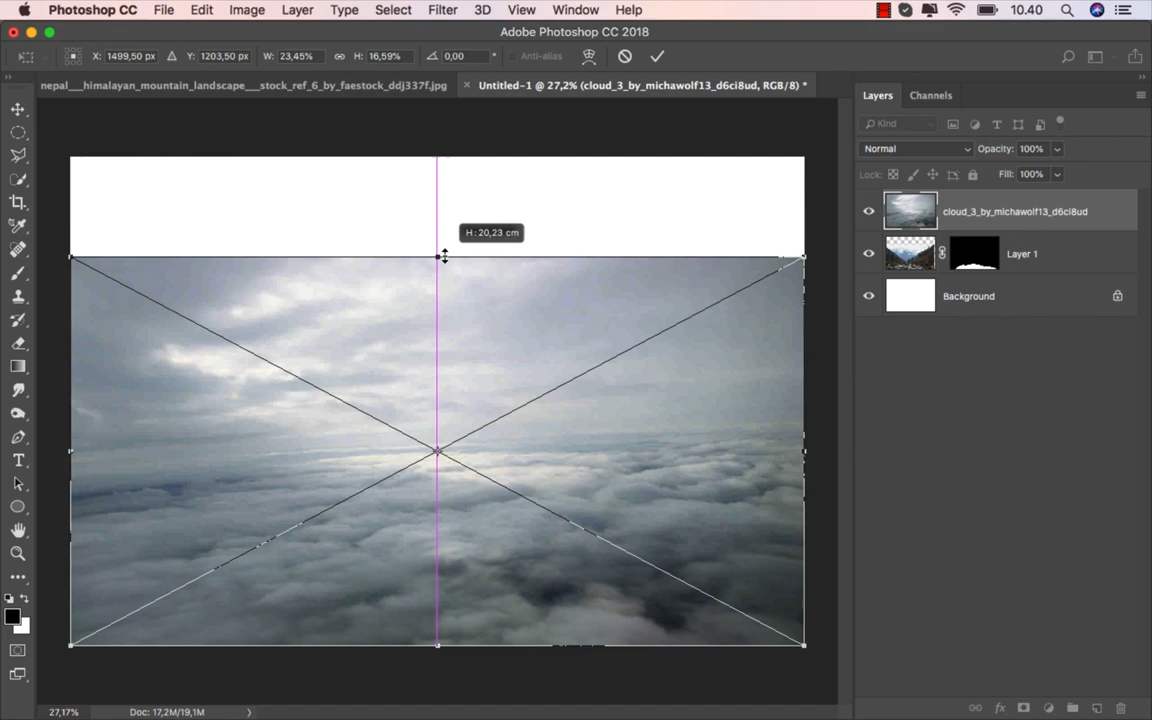 Photoshop CC File Edit Image Layer Type Select Filter 3D View Window Help 10.40
Adobe Photoshop CC 2018
X: 1499,50 px Y: 1203,50 px W: 23,45% H: 16,59% 0,00 ° Anti-alias
nepal__himalayan_mountain_landscape__stock_ref_6_by_faestock_ddj337f.jpg × Untitled-1 @ 27,2% (cloud_3_by_michawolf13_d6ci8ud, RGB/8) *
Layers Channels
Kind
Normal Opacity: 100%
Lock: Fill: 100%
cloud_3_by_michawolf13_d6ci8ud
H: 20,23 cm
Layer 1
Background
27,17% Doc: 17,2M/19,1M